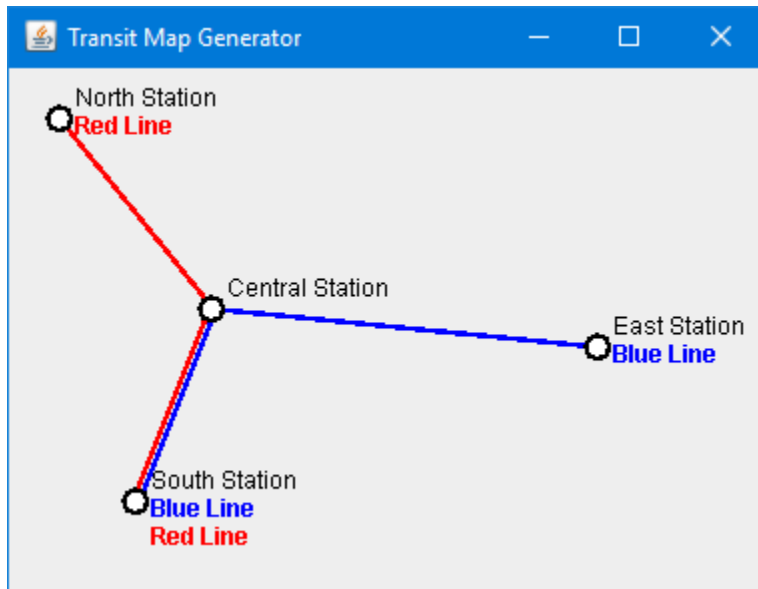 Transit Map Generator
North Station
Red Line
Central Station
East Station
Blue Line
South Station
Blue Line
Red Line